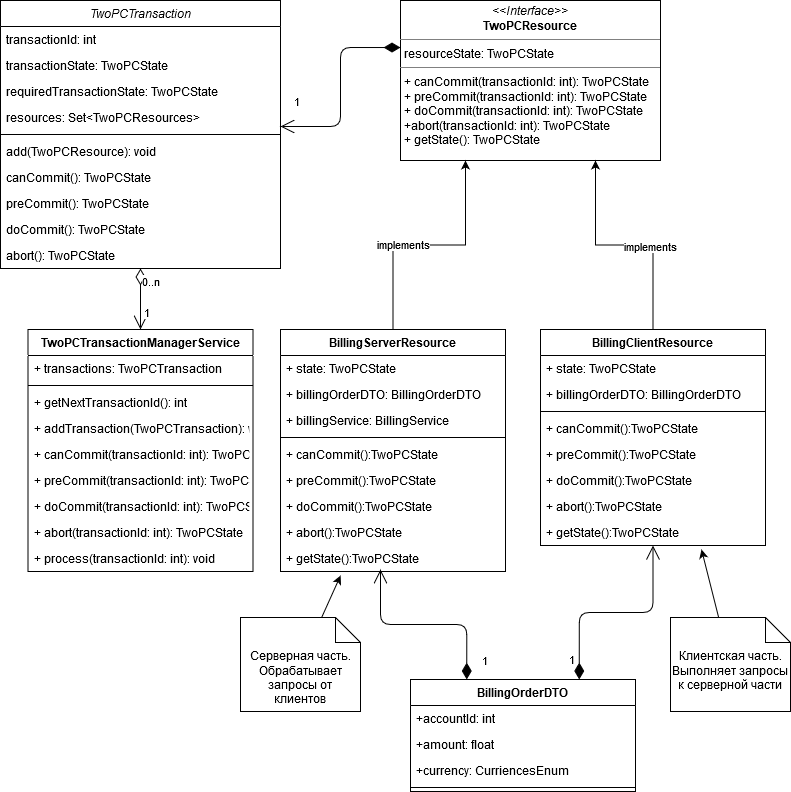 TwoPCTransaction
transactionId: int
transactionState: TwoPCState
requiredTransactionState: TwoPCState
resources: Set<TwoPCResources>
add(TwoPCResource): void
canCommit(): TwoPCState
preCommit(): TwoPCState
doCommit(): TwoPCState
abort(): TwoPCState
1
<<Interface>>
TwoPCResource
resourceState: TwoPCState
+ canCommit(transactionId: int): TwoPCState
+ preCommit(transactionId: int): TwoPCState
+ doCommit(transactionId: int): TwoPCState
+abort(transactionId: int): TwoPCState
+ getState(): TwoPCState
implements
implements
0..n
1
TwoPCTransactionManagerService
+ transactions: TwoPCTransaction
+ getNextTransactionId(): int
+ addTransaction(TwoPCTransaction):
+ canCommit(transactionId: int): TwoPC
+ preCommit(transactionId: int): TwoPC
+ doCommit(transactionId: int): TwoPCS
+ abort(transactionId: int): TwoPCState
+ process(transactionId: int): void
BillingServerResource
+ state: TwoPCState
+ billingOrderDTO: BillingOrderDTO
+ billingService: BillingService
+ canCommit():TwoPCState
+ preCommit():TwoPCState
+ doCommit():TwoPCState
+ abort():TwoPCState
+ getState():TwoPCState
BillingClientResource
+ state: TwoPCState
+ billingOrderDTO: BillingOrderDTO
+ canCommit():TwoPCState
+ preCommit():TwoPCState
+ doCommit():TwoPCState
+ abort():TwoPCState
+ getState():TwoPCState
Серверная часть.
Обрабатывает
запросы от
клиентов
1
1
Клиентская часть.
Выполняет запросы
к серверной части
BillingOrderDTO
+accountId: int
+amount: float
+currency: CurriencesEnum